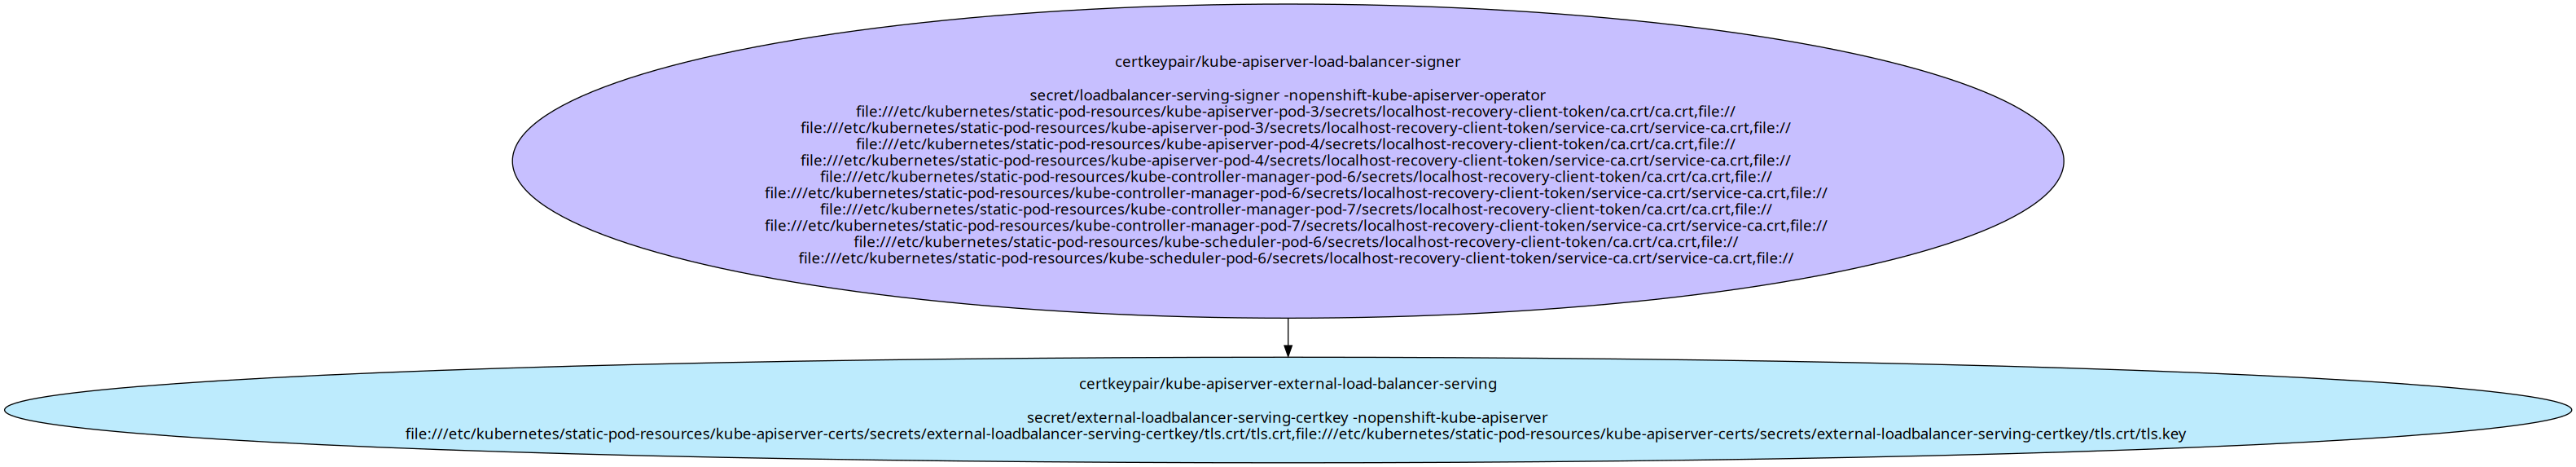 certkeypair/kube-apiserver-load-balancer-signer
secret/loadbalancer-serving-signer -nopenshift-kube-apiserver-operator
file:///etc/kubernetes/static-pod-resources/kube-apiserver-pod-3/secrets/localhost-recovery-client-token/ca.crt/ca.crt,file://
file:///etc/kubernetes/static-pod-resources/kube-apiserver-pod-3/secrets/localhost-recovery-client-token/service-ca.crt/service-ca.crt,file://
file:///etc/kubernetes/static-pod-resources/kube-apiserver-pod-4/secrets/localhost-recovery-client-token/ca.crt/ca.crt,file://
file:///etc/kubernetes/static-pod-resources/kube-apiserver-pod-4/secrets/localhost-recovery-client-token/service-ca.crt/service-ca.crt,file://
file:///etc/kubernetes/static-pod-resources/kube-controller-manager-pod-6/secrets/localhost-recovery-client-token/ca.crt/ca.crt,file://
file:///etc/kubernetes/static-pod-resources/kube-controller-manager-pod-6/secrets/localhost-recovery-client-token/service-ca.crt/service-ca.crt,file://
file:///etc/kubernetes/static-pod-resources/kube-controller-manager-pod-7/secrets/localhost-recovery-client-token/ca.crt/ca.crt,file://
file:///etc/kubernetes/static-pod-resources/kube-controller-manager-pod-7/secrets/localhost-recovery-client-token/service-ca.crt/service-ca.crt,file://
file:///etc/kubernetes/static-pod-resources/kube-scheduler-pod-6/secrets/localhost-recovery-client-token/ca.crt/ca.crt,file://
file:///etc/kubernetes/static-pod-resources/kube-scheduler-pod-6/secrets/localhost-recovery-client-token/service-ca.crt/service-ca.crt,file://
certkeypair/kube-apiserver-external-load-balancer-serving
secret/external-loadbalancer-serving-certkey -nopenshift-kube-apiserver
file:///etc/kubernetes/static-pod-resources/kube-apiserver-certs/secrets/external-loadbalancer-serving-certkey/tls.crt/tls.crt,file:///etc/kubernetes/static-pod-resources/kube-apiserver-certs/secrets/external-loadbalancer-serving-certkey/tls.crt/tls.key